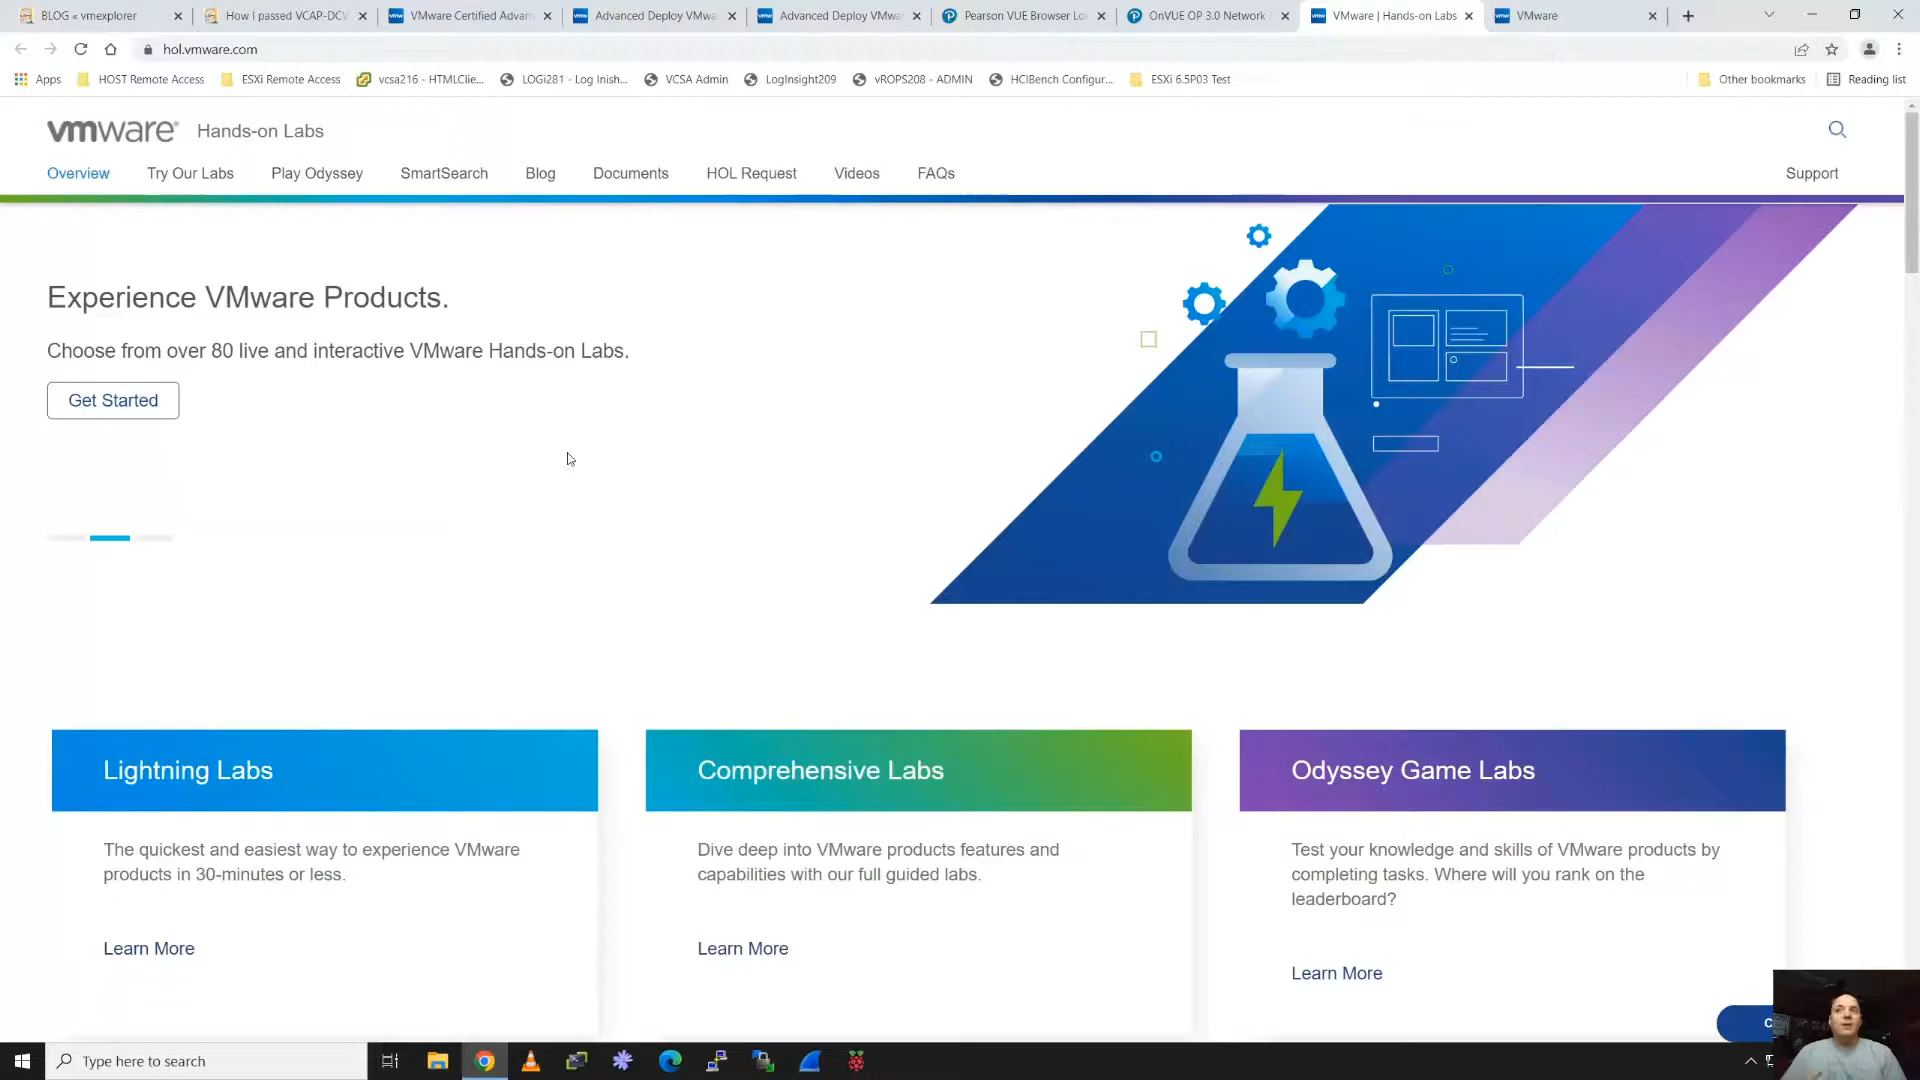 BLOG « vmexplorer
How I passed VCAP-DCV
VMware Certified Advan
Advanced Deploy VMwa
Advanced Deploy VMwa
Pearson VUE Browser Lo
OnVUE OP 3.0 Network
VMware | Hands-on Labs
VMware
hol.vmware.com
Apps
HOST Remote Access
ESXi Remote Access
vcsa216 - HTMLClie...
LOGi281 - Log Inish...
VCSA Admin
LogInsight209
vROPS208 - ADMIN
HCIBench Configur...
ESXi 6.5P03 Test
Other bookmarks
Reading list
vmware® Hands-on Labs
Overview
Try Our Labs
Play Odyssey
SmartSearch
Blog
Documents
HOL Request
Videos
FAQs
Support
Experience VMware Products.
Choose from over 80 live and interactive VMware Hands-on Labs.
Get Started
Lightning Labs
The quickest and easiest way to experience VMware
products in 30-minutes or less.
Learn More
Comprehensive Labs
Dive deep into VMware products features and
capabilities with our full guided labs.
Learn More
Odyssey Game Labs
Test your knowledge and skills of VMware products by
completing tasks. Where will you rank on the
leaderboard?
Learn More
Type here to search